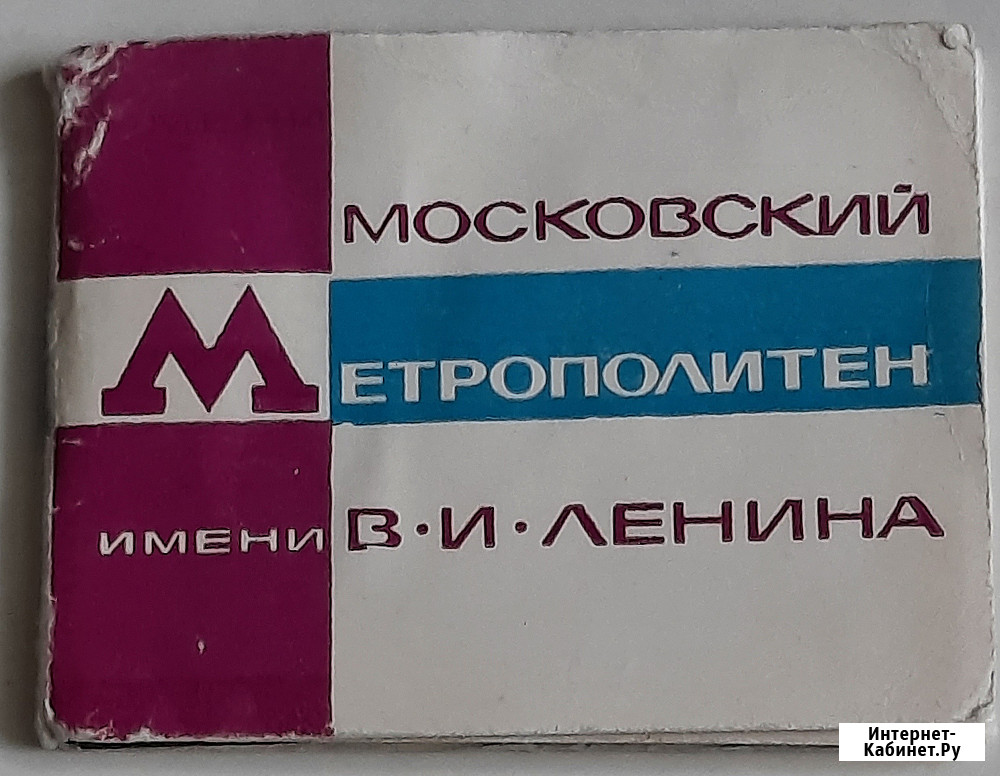 МОСКОВСКИЙ
МЕТРОПОЛИТЕН
ИМЕНИ В·И·ЛЕНИНА
Интернет-
Кабинет.Ру